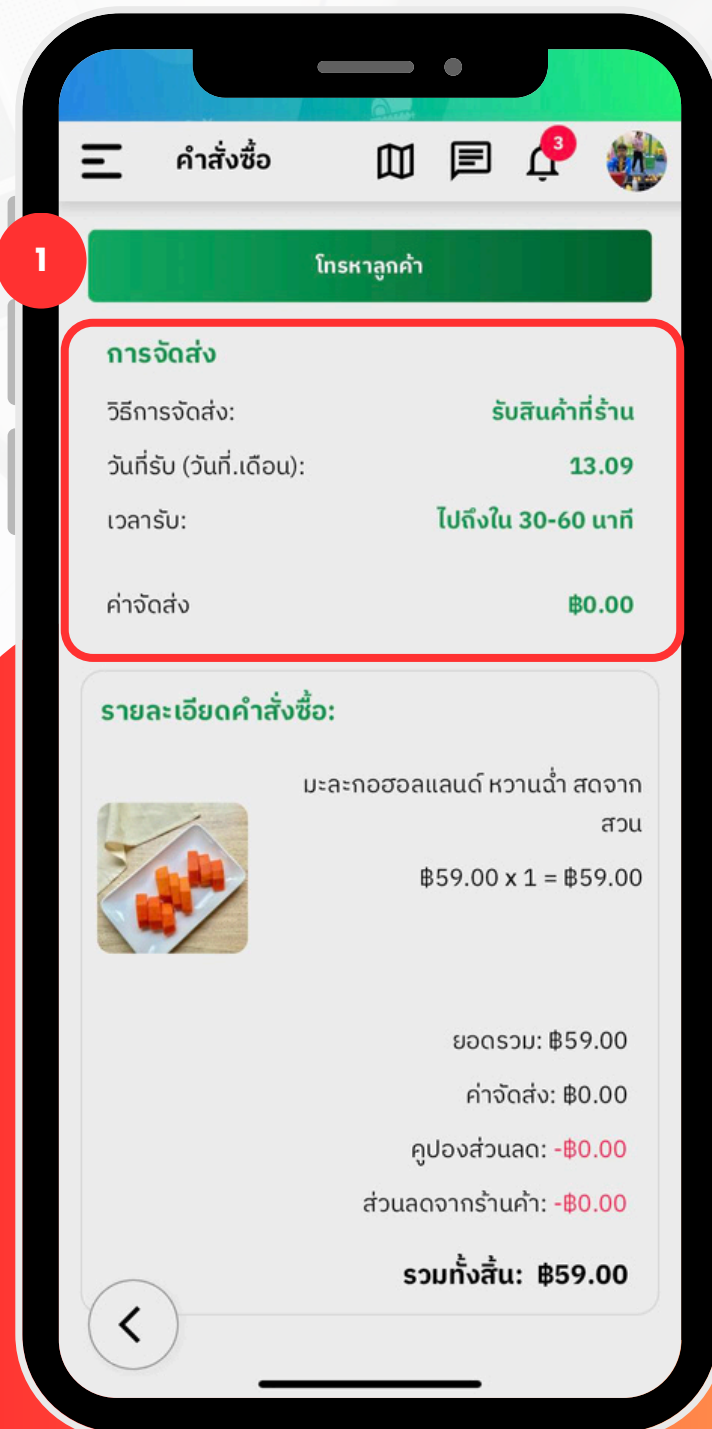 คำสั่งซื้อ
3
1
โทรหาลูกค้า
การจัดส่ง
วิธีการจัดส่ง: รับสินค้าที่ร้าน
วันที่รับ (วันที่.เดือน): 13.09
เวลารับ: ไปถึงใน 30-60 นาที
ค่าจัดส่ง ฿0.00
รายละเอียดคำสั่งซื้อ:
มะละกอฮอลแลนด์ หวานฉ่ำ สดจาก
สวน
฿59.00 x 1 = ฿59.00
ยอดรวม: ฿59.00
ค่าจัดส่ง: ฿0.00
คูปองส่วนลด: -฿0.00
ส่วนลดจากร้านค้า: -฿0.00
รวมทั้งสิ้น: ฿59.00